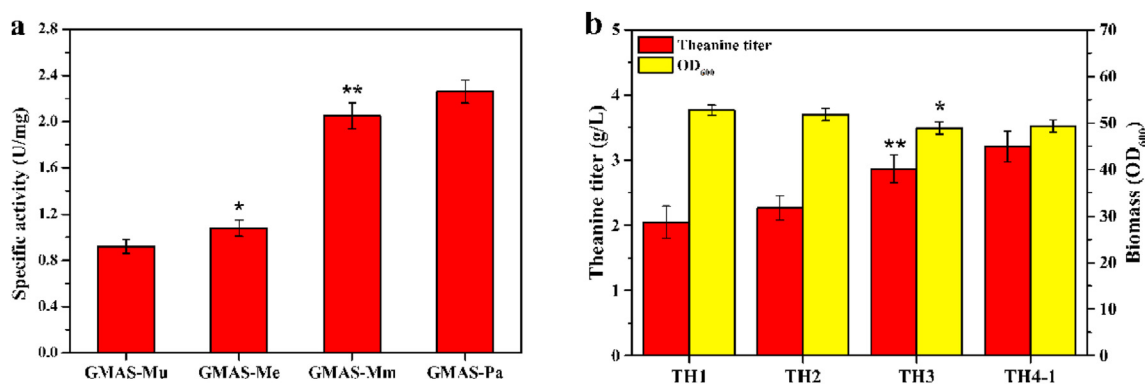 a
Specific activity (U/mg)
2.8
2.4
2.0
1.6
1.2
0.8
0.4
0.0
*
**
GMAS-Mu GMAS-Me GMAS-Mm GMAS-Pa
b
Theanine titer
OD600
Theanine titer (g/L)
5
4
3
2
1
0
**
*
TH1 TH2 TH3 TH4-1
70
60
50
40
30
20
10
0
Biomass (OD600)